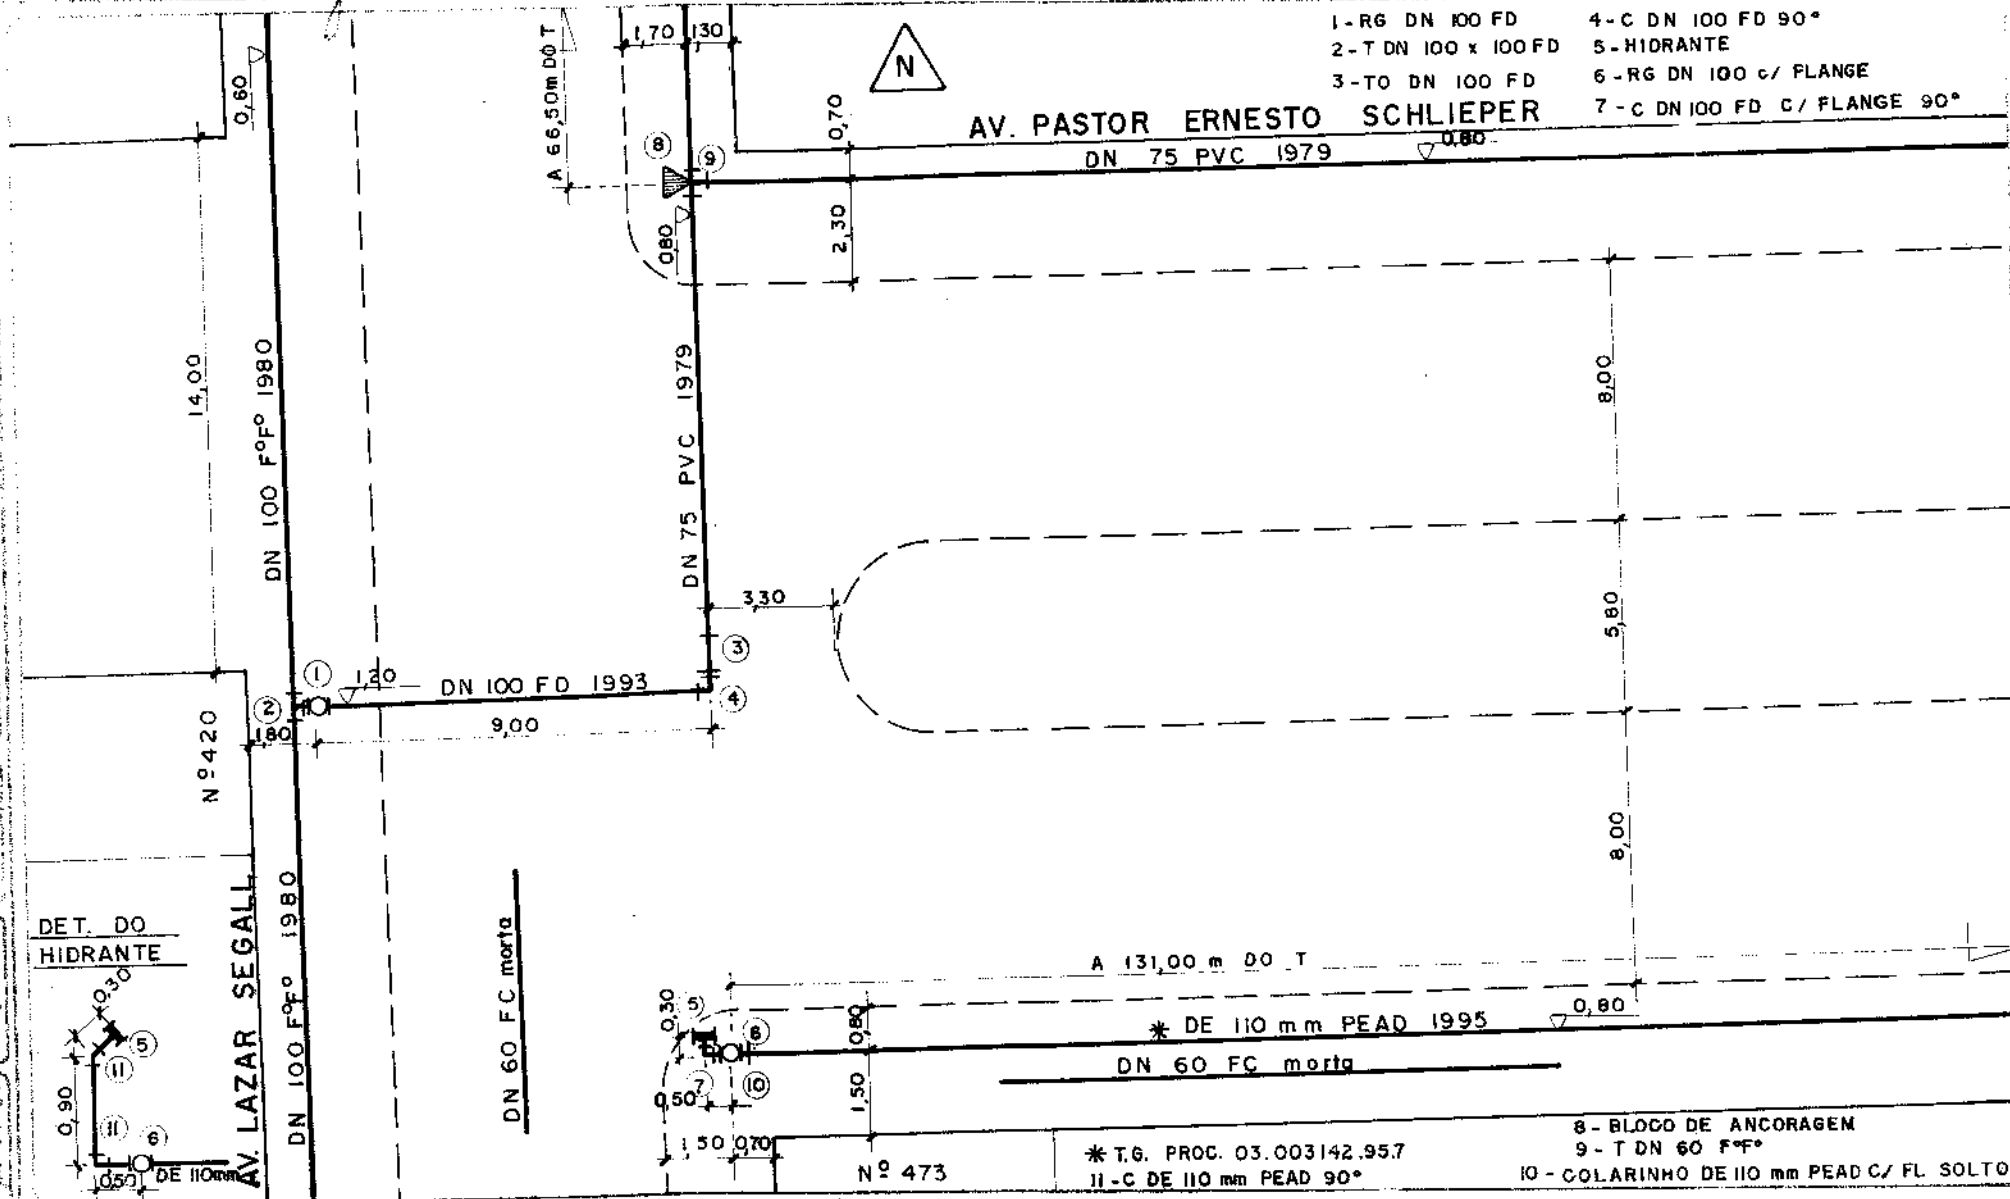 1-RG DN 100 FD
2-T DN 100 x 100 FD
3-TO DN 100 FD
4-C DN 100 FD 90°
5-HIDRANTE
6-RG DN 100 c/ FLANGE
7-C DN 100 FD C/ FLANGE 90°
N
AV. PASTOR ERNESTO SCHLIEPER
DN 75 PVC 1979
0,80
1,70
1,30
A 66,50m DO T
0,60
0,70
2,30
8
9
0,80
14,00
DN 100 FºFº 1980
DN 75 PVC 1979
8,00
5,80
8,00
3,30
3
4
1
2
1,20
DN 100 FD 1993
9,00
1,80
Nº 420
AV. LAZAR SEGALL
DN 100 FºFº 1980
DN 60 FC morta
DET. DO
HIDRANTE
0,30
5
11
0,90
11
6
0,50
DE 110mm
A 131,00 m DO T
0,30
5
6
0,80
* DE 110 mm PEAD 1995
0,80
DN 60 FC morta
7
10
0,50
1,50
1,50
0,70
Nº 473
* T.G. PROC. 03.003142.95.7
11-C DE 110 mm PEAD 90°
8-BLOCO DE ANCORAGEM
9-T DN 60 FºFº
10-COLARINHO DE 110 mm PEAD C/ FL SOLTO